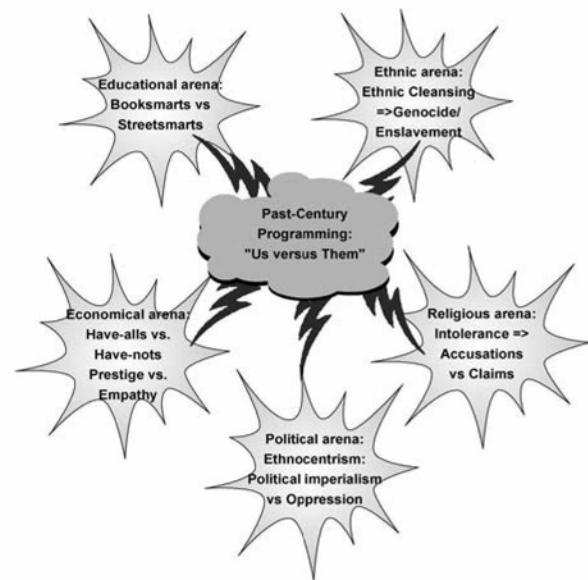 Educational arena:
Booksmarts vs
Streetsmarts
Ethnic arena:
Ethnic Cleansing
=>Genocide/
Enslavement
Past-Century
Programming:
"Us versus Them"
Economical arena:
Have-alls vs.
Have-nots
Prestige vs.
Empathy
Religious arena:
Intolerance =>
Accusations
vs Claims
Political arena:
Ethnocentrism:
Political imperialism
vs Oppression